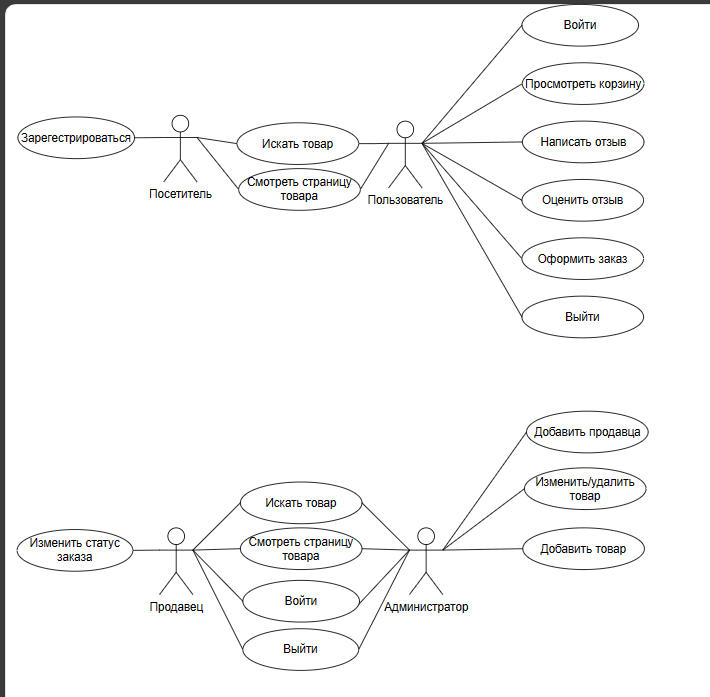 Войти
Просмотреть корзину
Зарегестрироваться
Искать товар
Написать отзыв
Смотреть страницу
товара
Посетитель
Пользователь
Оценить отзыв
Оформить заказ
Выйти
Добавить продавца
Изменить/удалить
товар
Искать товар
Изменить статус
заказа
Смотреть страницу
товара
Добавить товар
Войти
Продавец
Администратор
Выйти